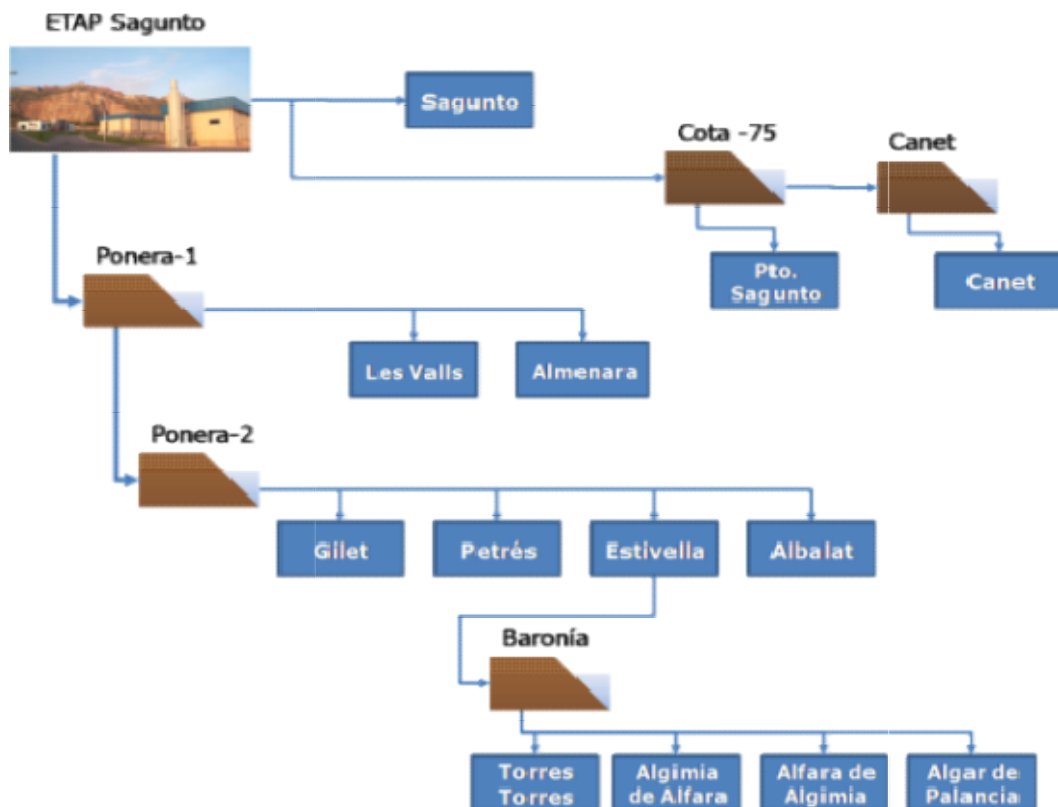 ETAP Sagunto
Sagunto
Cota -75
Canet
Pto.
Sagunto
Canet
Ponera-1
Les Valls
Almenara
Ponera-2
Gilet
Petrés
Estivella
Albalat
Baronía
Torres
Torres
Algimia
de Alfara
Alfara de
Algimia
Algar de
Palancia